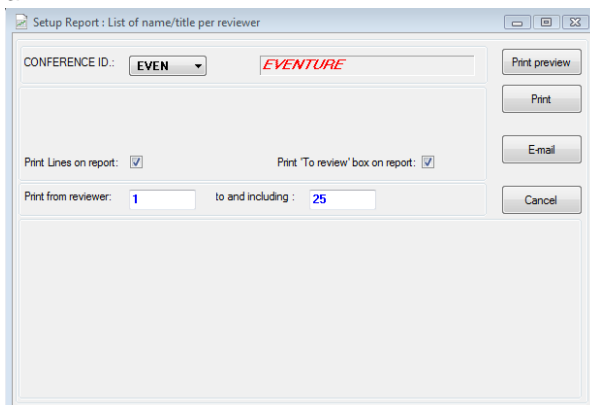 Setup Report : List of name/title per reviewer
CONFERENCE ID.: EVEN EVENTURE Print preview
Print
E-mail
Print Lines on report: Print 'To review' box on report:
Print from reviewer: 1 to and including : 25 Cancel